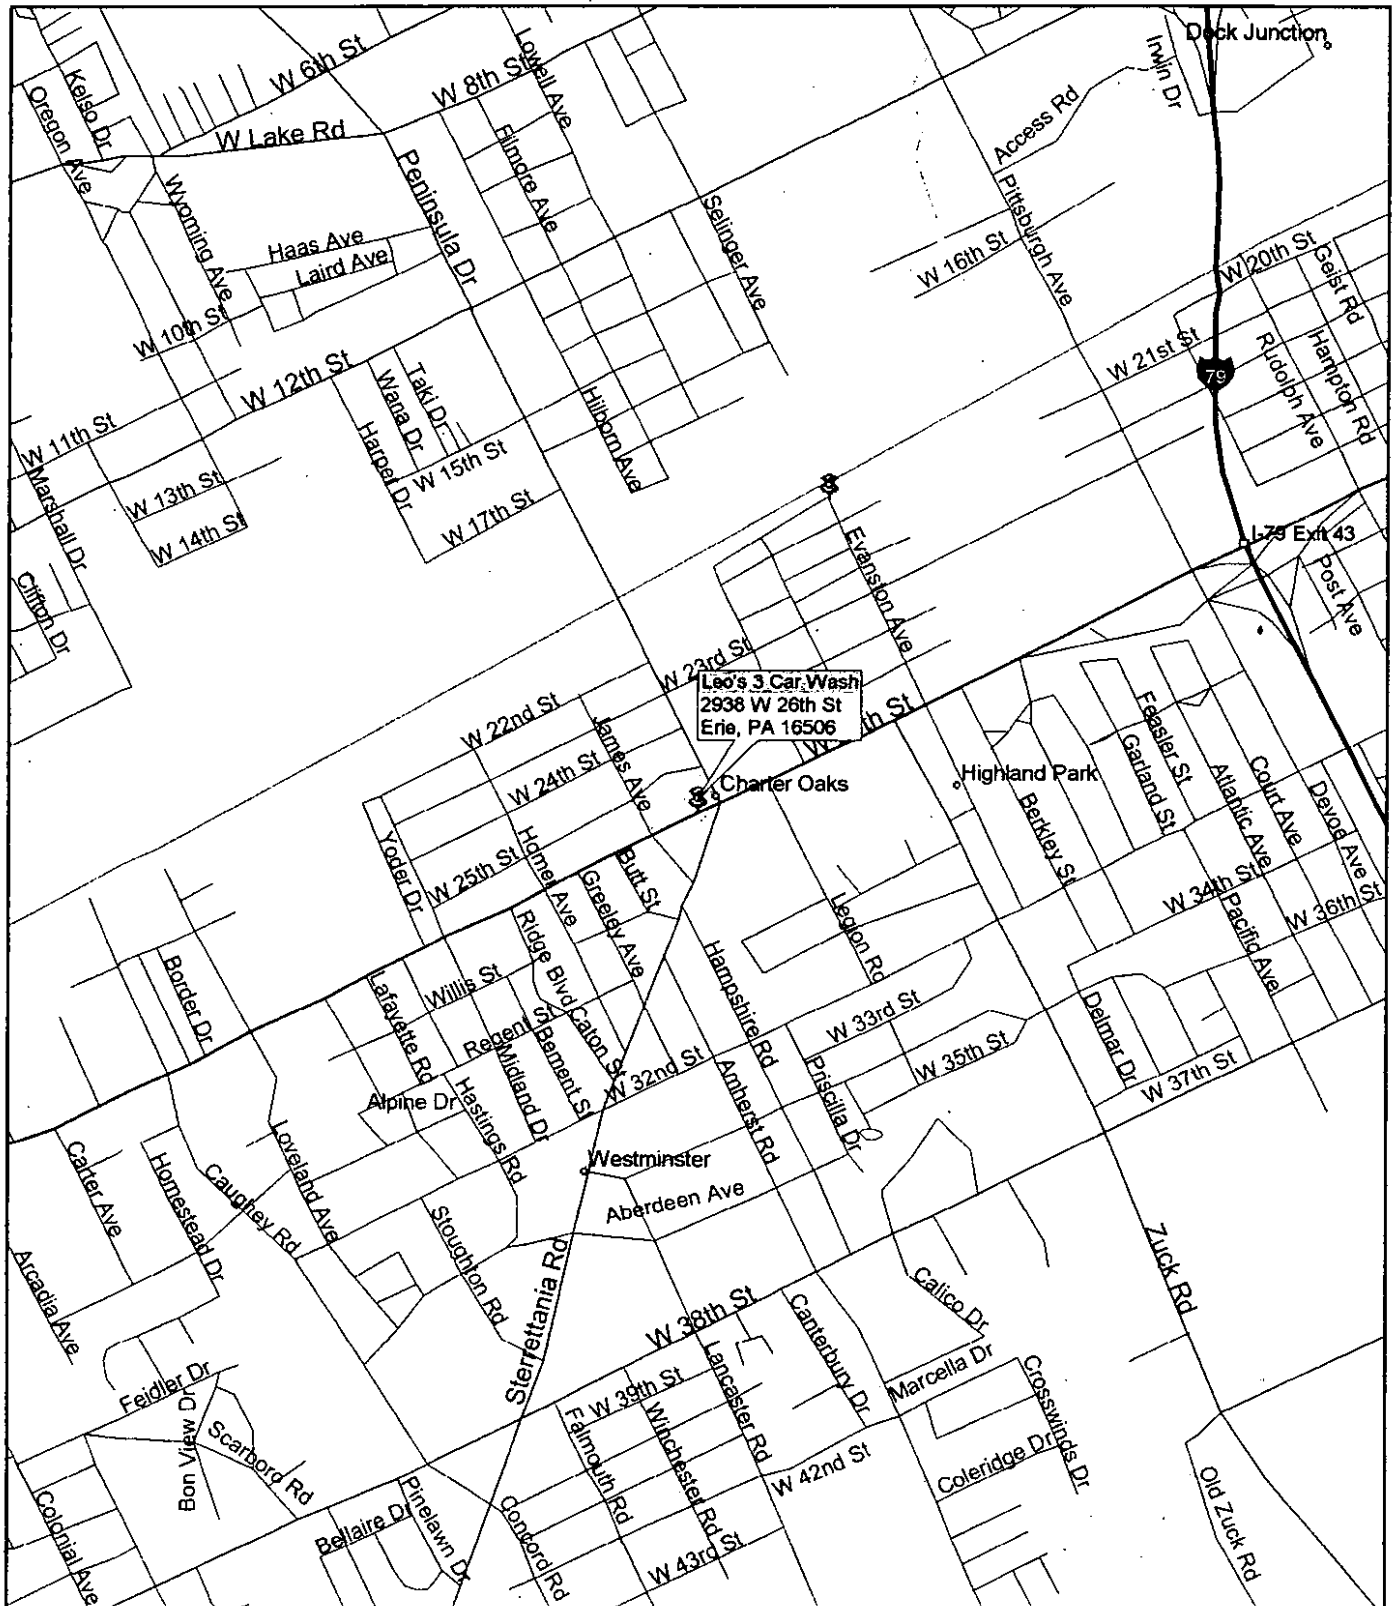 Dock Junction
Irwin Dr
Lowell Ave
W 6th St
Kelso Dr
Oregon Ave
W 8th St
W Lake Rd
Access Rd
Filmore Ave
Peninsula Dr
Wyoming Ave
Pittsburgh Ave
Selinger Ave
Haas Ave
Laird Ave
W 16th St
W 20th St
Geist Rd
W 10th St
W 12th St
W 21st St
79
Rudolph Ave
Hampton Rd
Taki Dr
Wana Dr
Harper Dr
Hilborn Ave
W 11th St
W 15th St
Marshall Dr
W 13th St
W 14th St
W 17th St
Evanston Ave
I-79 Exit 43
Post Ave
Clifton Dr
W 23rd St
Leo's 3 Car Wash
2938 W 26th St
Erie, PA 16506
W 22nd St
James Ave
W 24th St
Charter Oaks
Highland Park
Feasler St
Garland St
Atlantic Ave
Court Ave
Devoe Ave
Berkley St
Yoder Dr
W 25th St
Homer Ave
Butt St
Greeley Ave
Legion Rd
W 34th St
Pacific Ave
W 36th St
Ridge Blvd
Hampshire Rd
Border Dr
Lafayette Rd
Willis St
Regent St
Caton St
W 33rd St
Delmar Dr
Midland Dr
Bement St
W 32nd St
Priscilla Dr
W 35th St
W 37th St
Amherst Rd
Alpine Dr
Hastings Rd
Carter Ave
Homestead Dr
Caughey Rd
Loveland Ave
Westminster
Aberdeen Ave
Stoughton Rd
Zuck Rd
Arcadia Ave
Sterrettania Rd
W 38th St
Calico Dr
Canterbury Dr
Marcella Dr
Crosswinds Dr
Feidler Dr
Bon View Dr
Scarboro Rd
W 39th St
Lancaster Rd
Falmouth Rd
Winchester Rd
W 42nd St
Coleridge Dr
Old Zuck Rd
Colonial Ave
Bellaire Dr
Pinelawn Dr
Concord Rd
W 43rd St